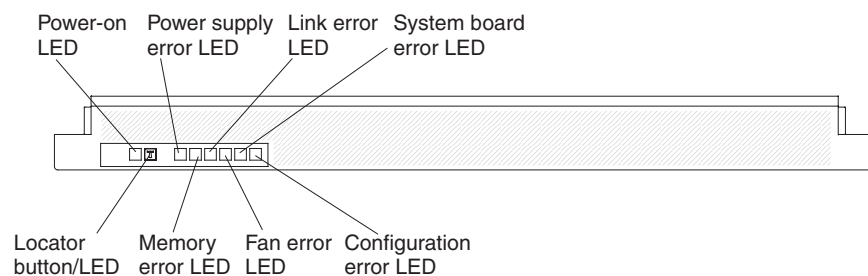 Power-on Power supply Link error System board
LED error LED LED error LED
Locator Memory Fan error Configuration
button/LED error LED LED error LED